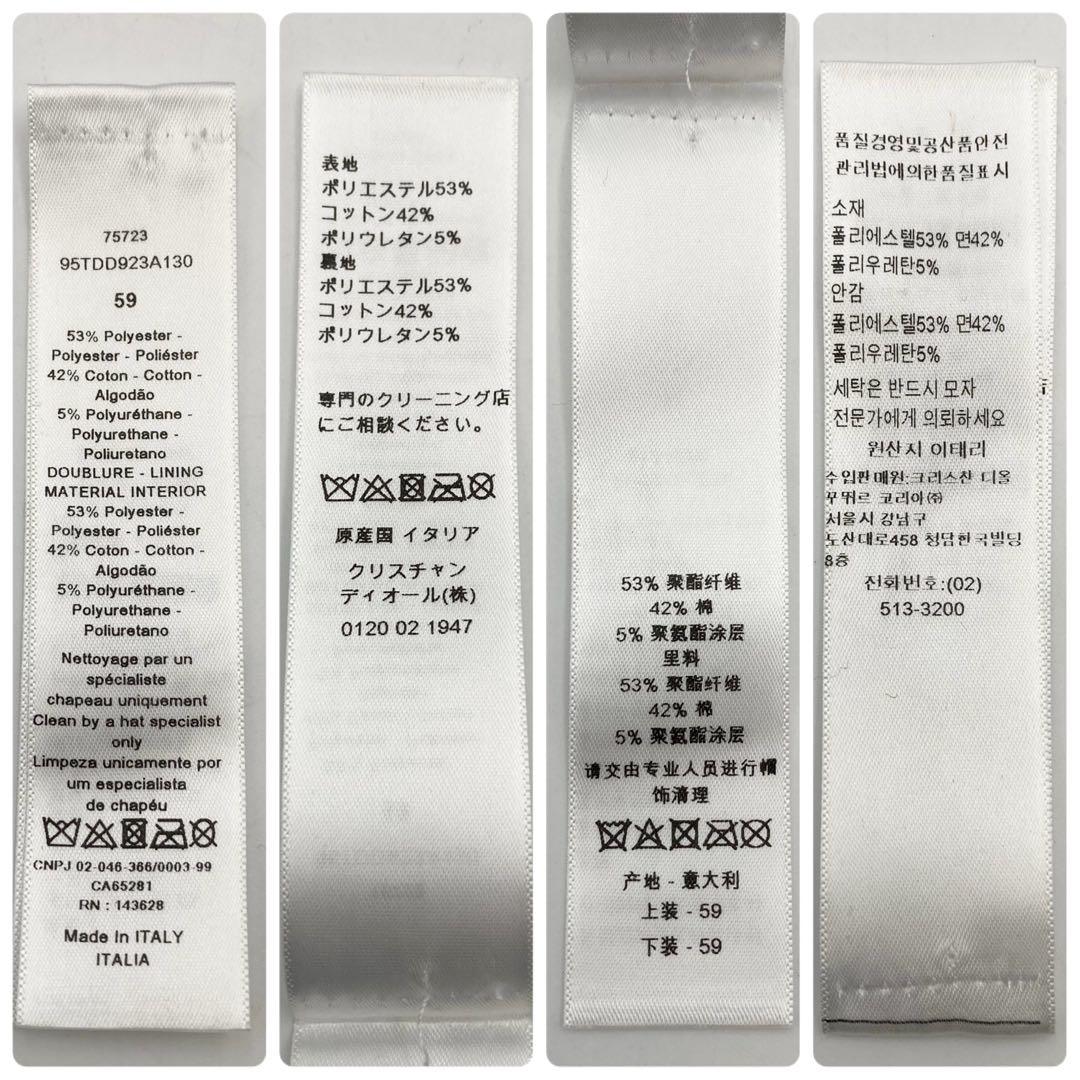 75723
95TDD923A130
59
53% Polyester -
Polyester - Poliéster
42% Coton - Cotton -
Algodão
5% Polyuréthane -
Polyurethane -
Poliuretano
DOUBLURE - LINING
MATERIAL INTERIOR
53% Polyester -
Polyester - Poliéster
42% Coton - Cotton -
Algodão
5% Polyuréthane -
Polyurethane -
Poliuretano
Nettoyage par un
spécialiste
chapeau uniquement
Clean by a hat specialist
only
Limpeza unicamente por
um especialista
de chapéu
CNPJ 02-046-366/0003-99
CA65281
RN : 143628
Made In ITALY
ITALIA
表地
ポリエステル53%
コットン42%
ポリウレタン5%
裏地
ポリエステル53%
コットン42%
ポリウレタン5%
専門のクリーニング店
にご相談ください。
原産国 イタリア
クリスチャン
ディオール(株)
0120 02 1947
53% 聚酯纤维
42% 棉
5% 聚氨酯涂层
里料
53% 聚酯纤维
42% 棉
5% 聚氨酯涂层
请交由专业人员进行帽
饰清理
产地 - 意大利
上装 - 59
下装 - 59
품질경영및공산품안전
관리법에의한품질표시
소재
폴리에스텔53% 면42%
폴리우레탄5%
안감
폴리에스텔53% 면42%
폴리우레탄5%
세탁은 반드시 모자
전문가에게 의뢰하세요
원산지 이태리
수입판매원:크리스챤 디올
꾸뛰르 코리아㈜
서울시 강남구
도산대로458 청담한국빌딩
8층
전화번호:(02)
513-3200